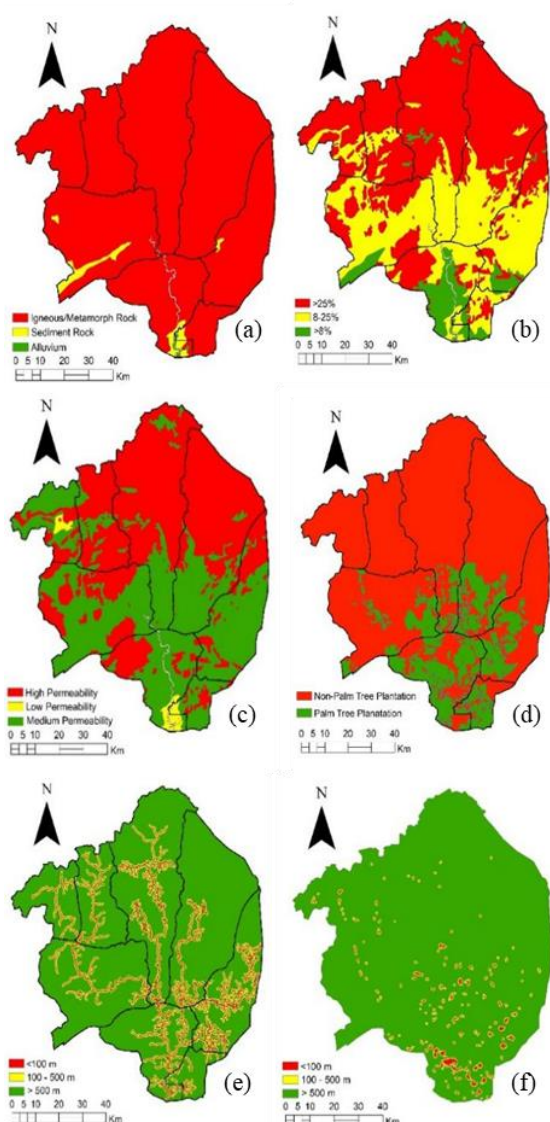 N
Igneous/Metamorph Rock
Sediment Rock
Alluvium
0 5 10 20 30 40
Km
(a)
N
>25%
8-25%
>8%
0 5 10 20 30 40
Km
(b)
N
High Permeability
Low Permeability
Medium Permeability
0 5 10 20 30 40
Km
(c)
N
Non-Palm Tree Plantation
Palm Tree Planatation
0 5 10 20 30 40
Km
(d)
N
<100 m
100 - 500 m
> 500 m
0 5 10 20 30 40
Km
(e)
N
<100 m
100 - 500 m
> 500 m
0 5 10 20 30 40
Km
(f)